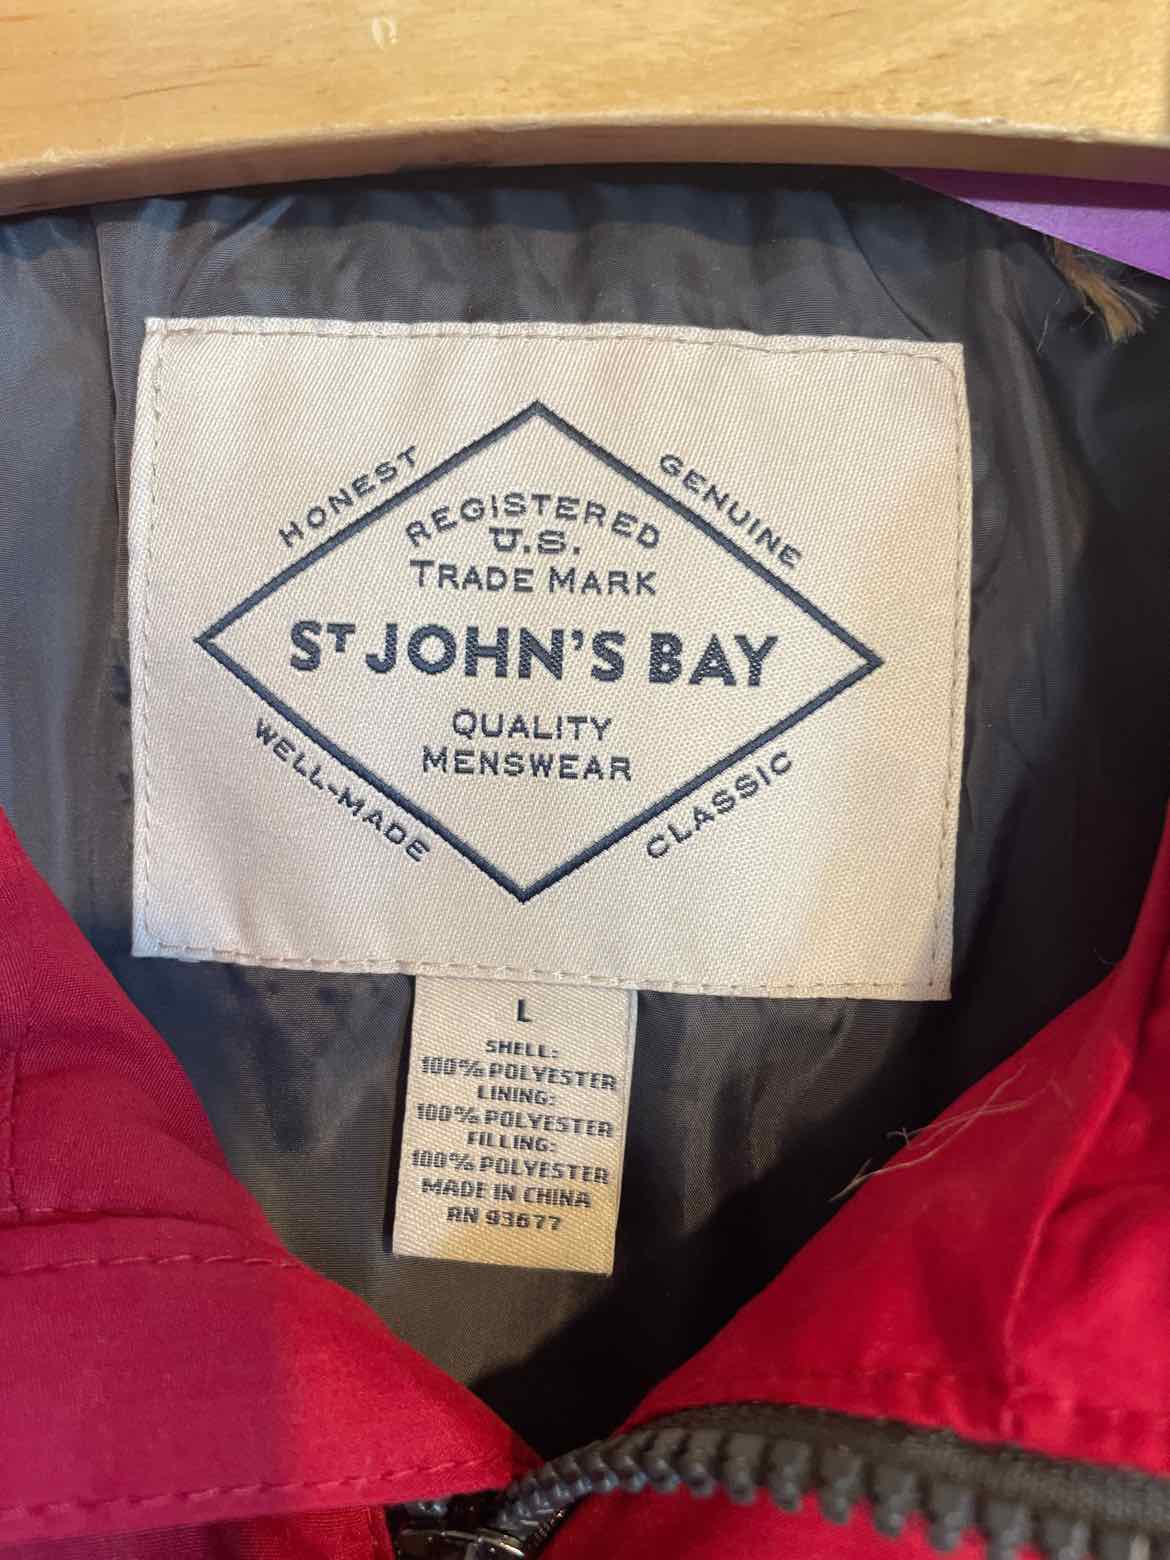 HONEST
GENUINE
REGISTERED
U.S.
TRADE MARK
ST JOHN'S BAY
QUALITY
MENSWEAR
WELL-MADE
CLASSIC
L
SHELL:
100% POLYESTER
LINING:
100% POLYESTER
FILLING:
100% POLYESTER
MADE IN CHINA
RN 93677